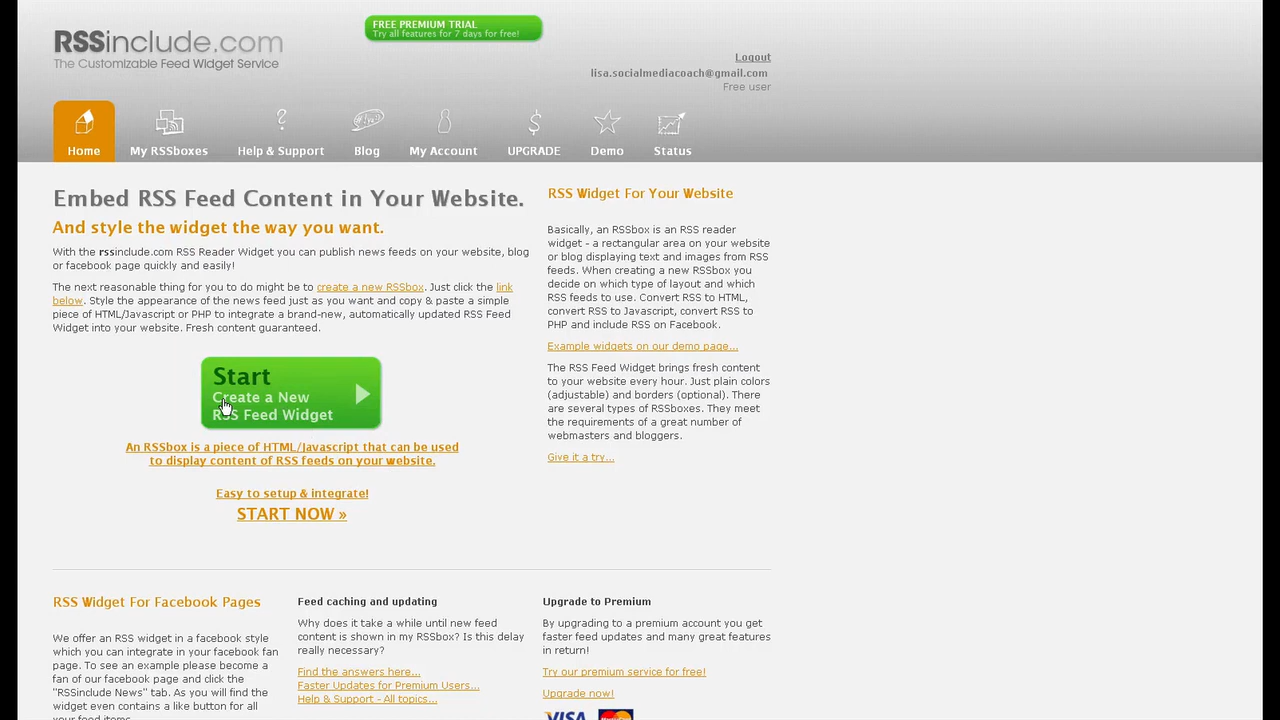 RSSinclude.com
The Customizable Feed Widget Service
FREE PREMIUM TRIAL
Try all features for 7 days for free!
Logout
lisa.socialmediacoach@gmail.com
Free user
Home
My RSSboxes
Help & Support
Blog
My Account
UPGRADE
Demo
Status
Embed RSS Feed Content in Your Website.
And style the widget the way you want.
With the rssinclude.com RSS Reader Widget you can publish news feeds on your website, blog
or facebook page quickly and easily!
The next reasonable thing for you to do might be to create a new RSSbox. Just click the link
below. Style the appearance of the news feed just as you want and copy & paste a simple
piece of HTML/Javascript or PHP to integrate a brand-new, automatically updated RSS Feed
Widget into your website. Fresh content guaranteed.
Start
Create a New
RSS Feed Widget
An RSSbox is a piece of HTML/Javascript that can be used
to display content of RSS feeds on your website.
Easy to setup & integrate!
START NOW »
RSS Widget For Your Website
Basically, an RSSbox is an RSS reader
widget - a rectangular area on your website
or blog displaying text and images from RSS
feeds. When creating a new RSSbox you
decide on which type of layout and which
RSS feeds to use. Convert RSS to HTML,
convert RSS to Javascript, convert RSS to
PHP and include RSS on Facebook.
Example widgets on our demo page...
The RSS Feed Widget brings fresh content
to your website every hour. Just plain colors
(adjustable) and borders (optional). There
are several types of RSSboxes. They meet
the requirements of a great number of
webmasters and bloggers.
Give it a try...
RSS Widget For Facebook Pages
We offer an RSS widget in a facebook style
which you can integrate in your facebook fan
page. To see an example please become a
fan of our facebook page and click the
"RSSinclude News" tab. As you will find the
widget even contains a like button for all
your feed items.
Feed caching and updating
Why does it take a while until new feed
content is shown in my RSSbox? Is this delay
really necessary?
Find the answers here...
Faster Updates for Premium Users...
Help & Support - All topics...
Upgrade to Premium
By upgrading to a premium account you get
faster feed updates and many great features
in return!
Try our premium service for free!
Upgrade now!
VISA
MasterCard